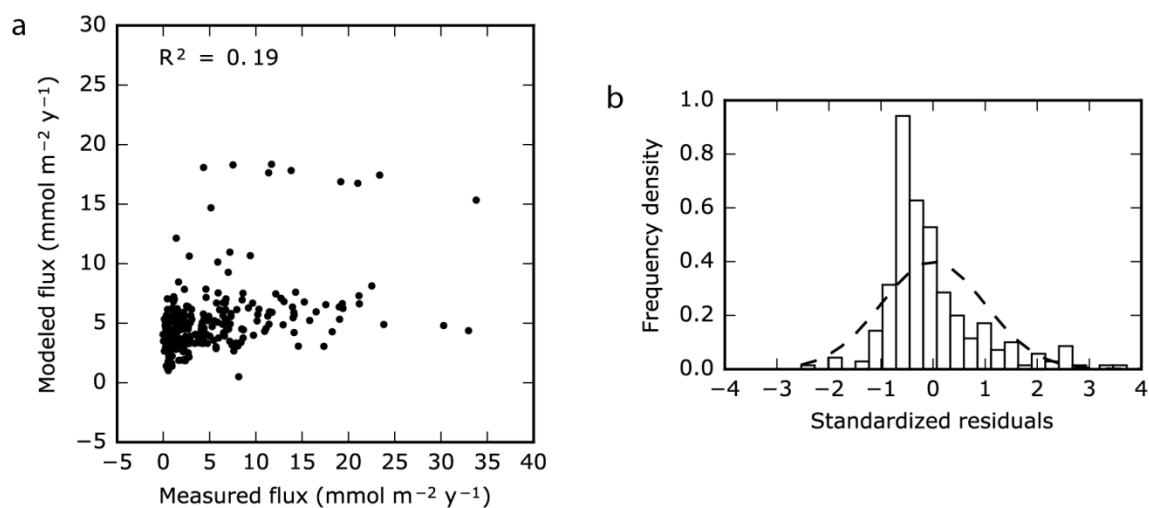 a
30
25
20
15
10
5
0
−5
R² = 0.19
Modeled flux (mmol m⁻² y⁻¹)
−5 0 5 10 15 20 25 30 35 40
Measured flux (mmol m⁻² y⁻¹)
b
1.0
0.8
0.6
0.4
0.2
0.0
Frequency density
−4 −3 −2 −1 0 1 2 3 4
Standardized residuals